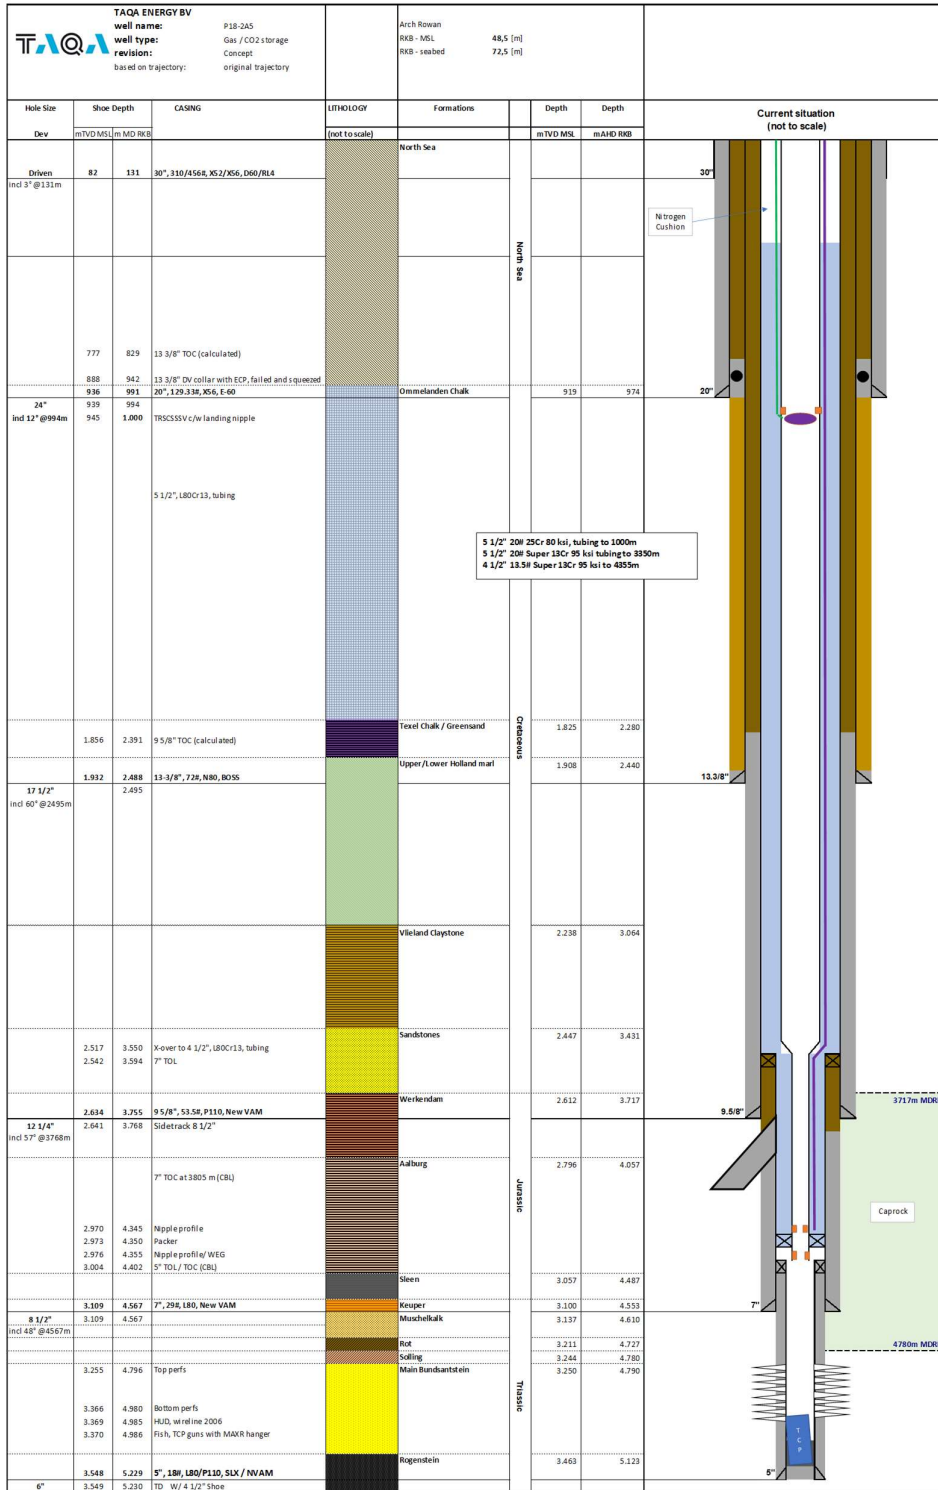 TAQA
TAQA ENERGY BV
well name: P18-2A5
well type: Gas / CO2 storage
revision: Concept
based on trajectory: original trajectory
Arch Rowan
RKB - MSL 48,5 [m]
RKB - seabed 72,5 [m]
Hole Size Shoe Depth CASING LITHOLOGY Formations Depth Depth
Dev mTVD MSL m MD RKB (not to scale) mTVD MSL mAHD RKB
Current situation
(not to scale)
North Sea
Driven 82 131 30", 310/456#, X52/X56, D60/RL4 30"
incl 3° @131m
Nitrogen
Cushion
North Sea
777 829 13 3/8" TOC (calculated)
888 942 13 3/8" DV collar with ECP, failed and squeezed
936 991 20", 129.33#, X56, E-60 Ommelanden Chalk 919 974 20"
24" 939 994
incl 12° @994m 945 1.000 TRSCSSSV c/w landing nipple
5 1/2", L80Cr13, tubing
5 1/2" 20# 25Cr 80 ksi, tubing to 1000m
5 1/2" 20# Super 13Cr 95 ksi tubing to 3350m
4 1/2" 13.5# Super 13Cr 95 ksi to 4355m
Cretaceous
Texel Chalk / Greensand 1.825 2.280
1.856 2.391 9 5/8" TOC (calculated)
Upper/Lower Holland marl 1.908 2.440
1.932 2.488 13-3/8", 72#, N80, BOSS 13.3/8"
17 1/2" 2.495
incl 60° @2495m
Vlieland Claystone 2.238 3.064
Sandstones 2.447 3.431
2.517 3.550 X-over to 4 1/2", L80Cr13, tubing
2.542 3.594 7" TOL
Werkendam 2.612 3.717 3717m MDR
2.634 3.755 9 5/8", 53.5#, P110, New VAM 9.5/8"
12 1/4" 2.641 3.768 Sidetrack 8 1/2"
incl 57° @3768m
Aalburg 2.796 4.057
7" TOC at 3805 m (CBL)
Jurassic
Caprock
2.970 4.345 Nipple profile
2.973 4.350 Packer
2.976 4.355 Nipple profile/ WEG
3.004 4.402 5" TOL / TOC (CBL)
Sleen 3.057 4.487
3.109 4.567 7", 29#, L80, New VAM Keuper 3.100 4.553 7"
8 1/2" 3.109 4.567 Muschelkalk 3.137 4.610
incl 48° @4567m
Rot 3.211 4.727 4780m MDR
Solling 3.244 4.780
3.255 4.796 Top perfs Main Bundsantstein 3.250 4.790
Triassic
3.366 4.980 Bottom perfs
3.369 4.985 HUD, wireline 2006
3.370 4.986 Fish, TCP guns with MAXR hanger
T
C
P
Rogenstein 3.463 5.123
3.548 5.229 5", 18#, L80/P110, SLX / NVAM 5"
6" 3.549 5.230 TD W/ 4 1/2" Shoe